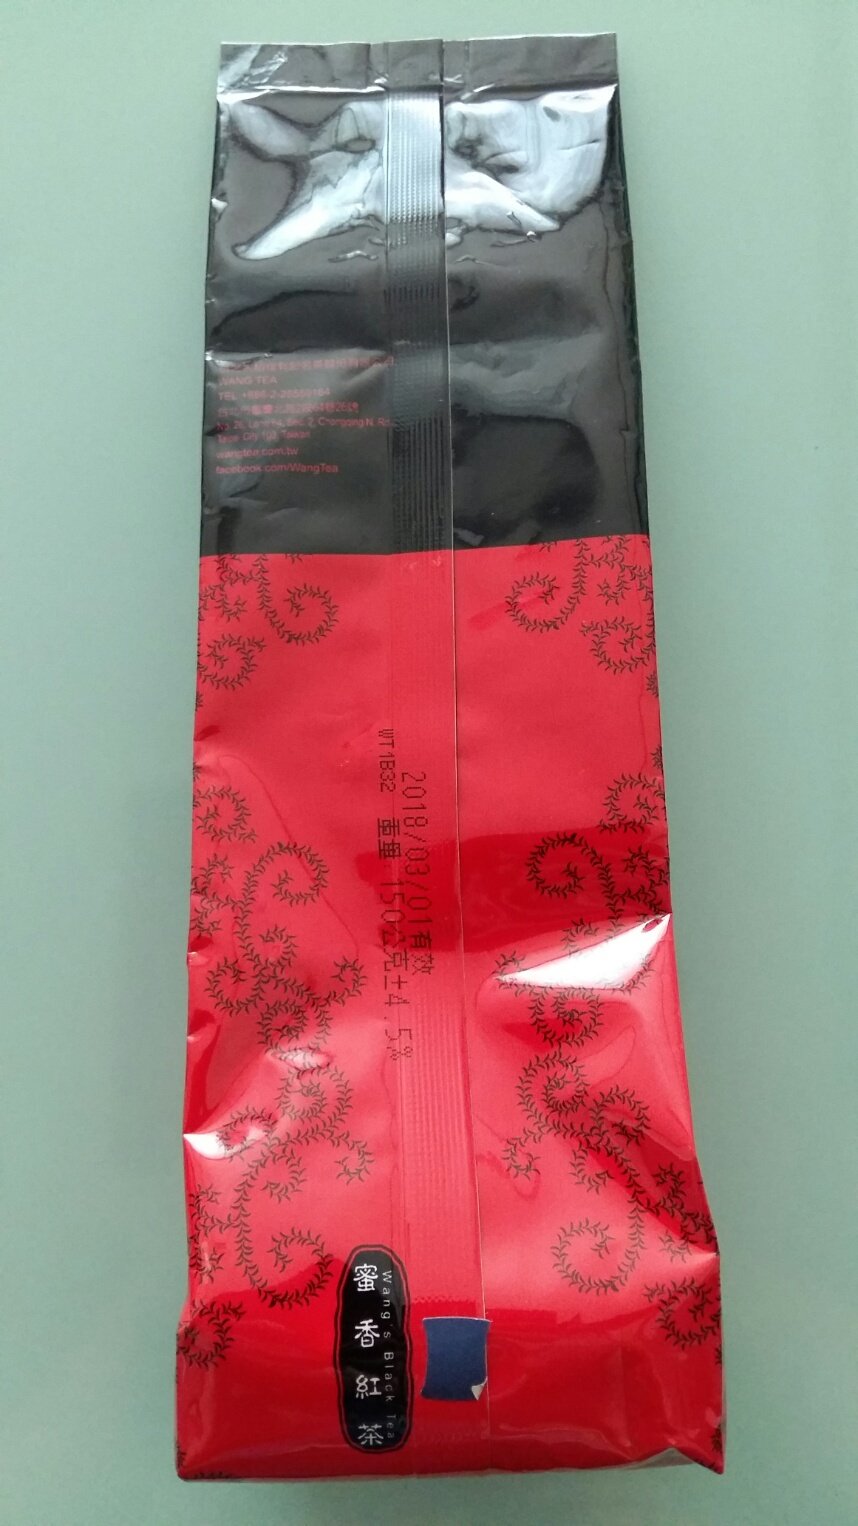 WANG TEA
TEL +886-2-25559164
No. 26, Lane 64, Sec. 2, Chongqing N. Rd.
Taipei City 103, Taiwan
wangtea.com.tw
facebook.com/WangTea
2018/03/01有效
WT1B32 重量 150公克±4.5%
Wang's Black Tea
蜜香紅茶